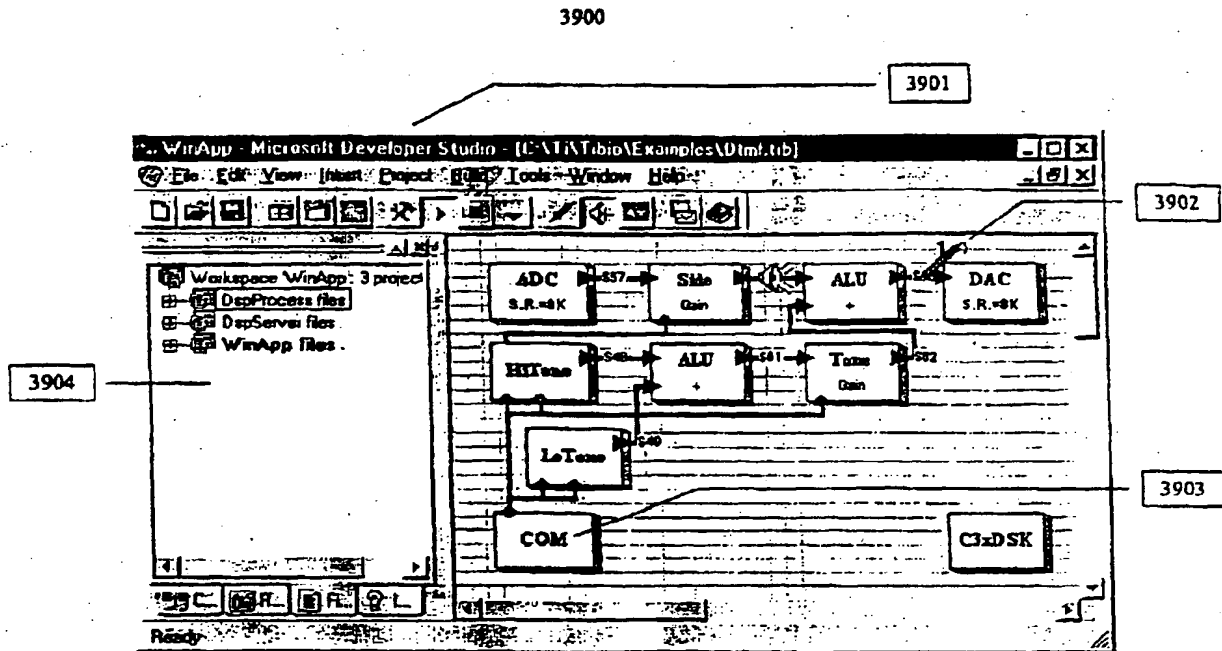 3900
3901
WinApp - Microsoft Developer Studio - [C:\Ti\Tibio\Examples\Dtmf.tib]
File Edit View Insert Project Build Tools Window Help
3902
Workspace 'WinApp': 3 project
DspProcess files
DspServer files
WinApp files
ADC
S.R.=8K
S57
Side
Gain
ALU
+
DAC
S.R.=8K
HiTone
S48
ALU
+
S61
Tone
Gain
S62
3904
LoTone
S49
3903
COM
C3xDSK
C...
Fi...
Ready